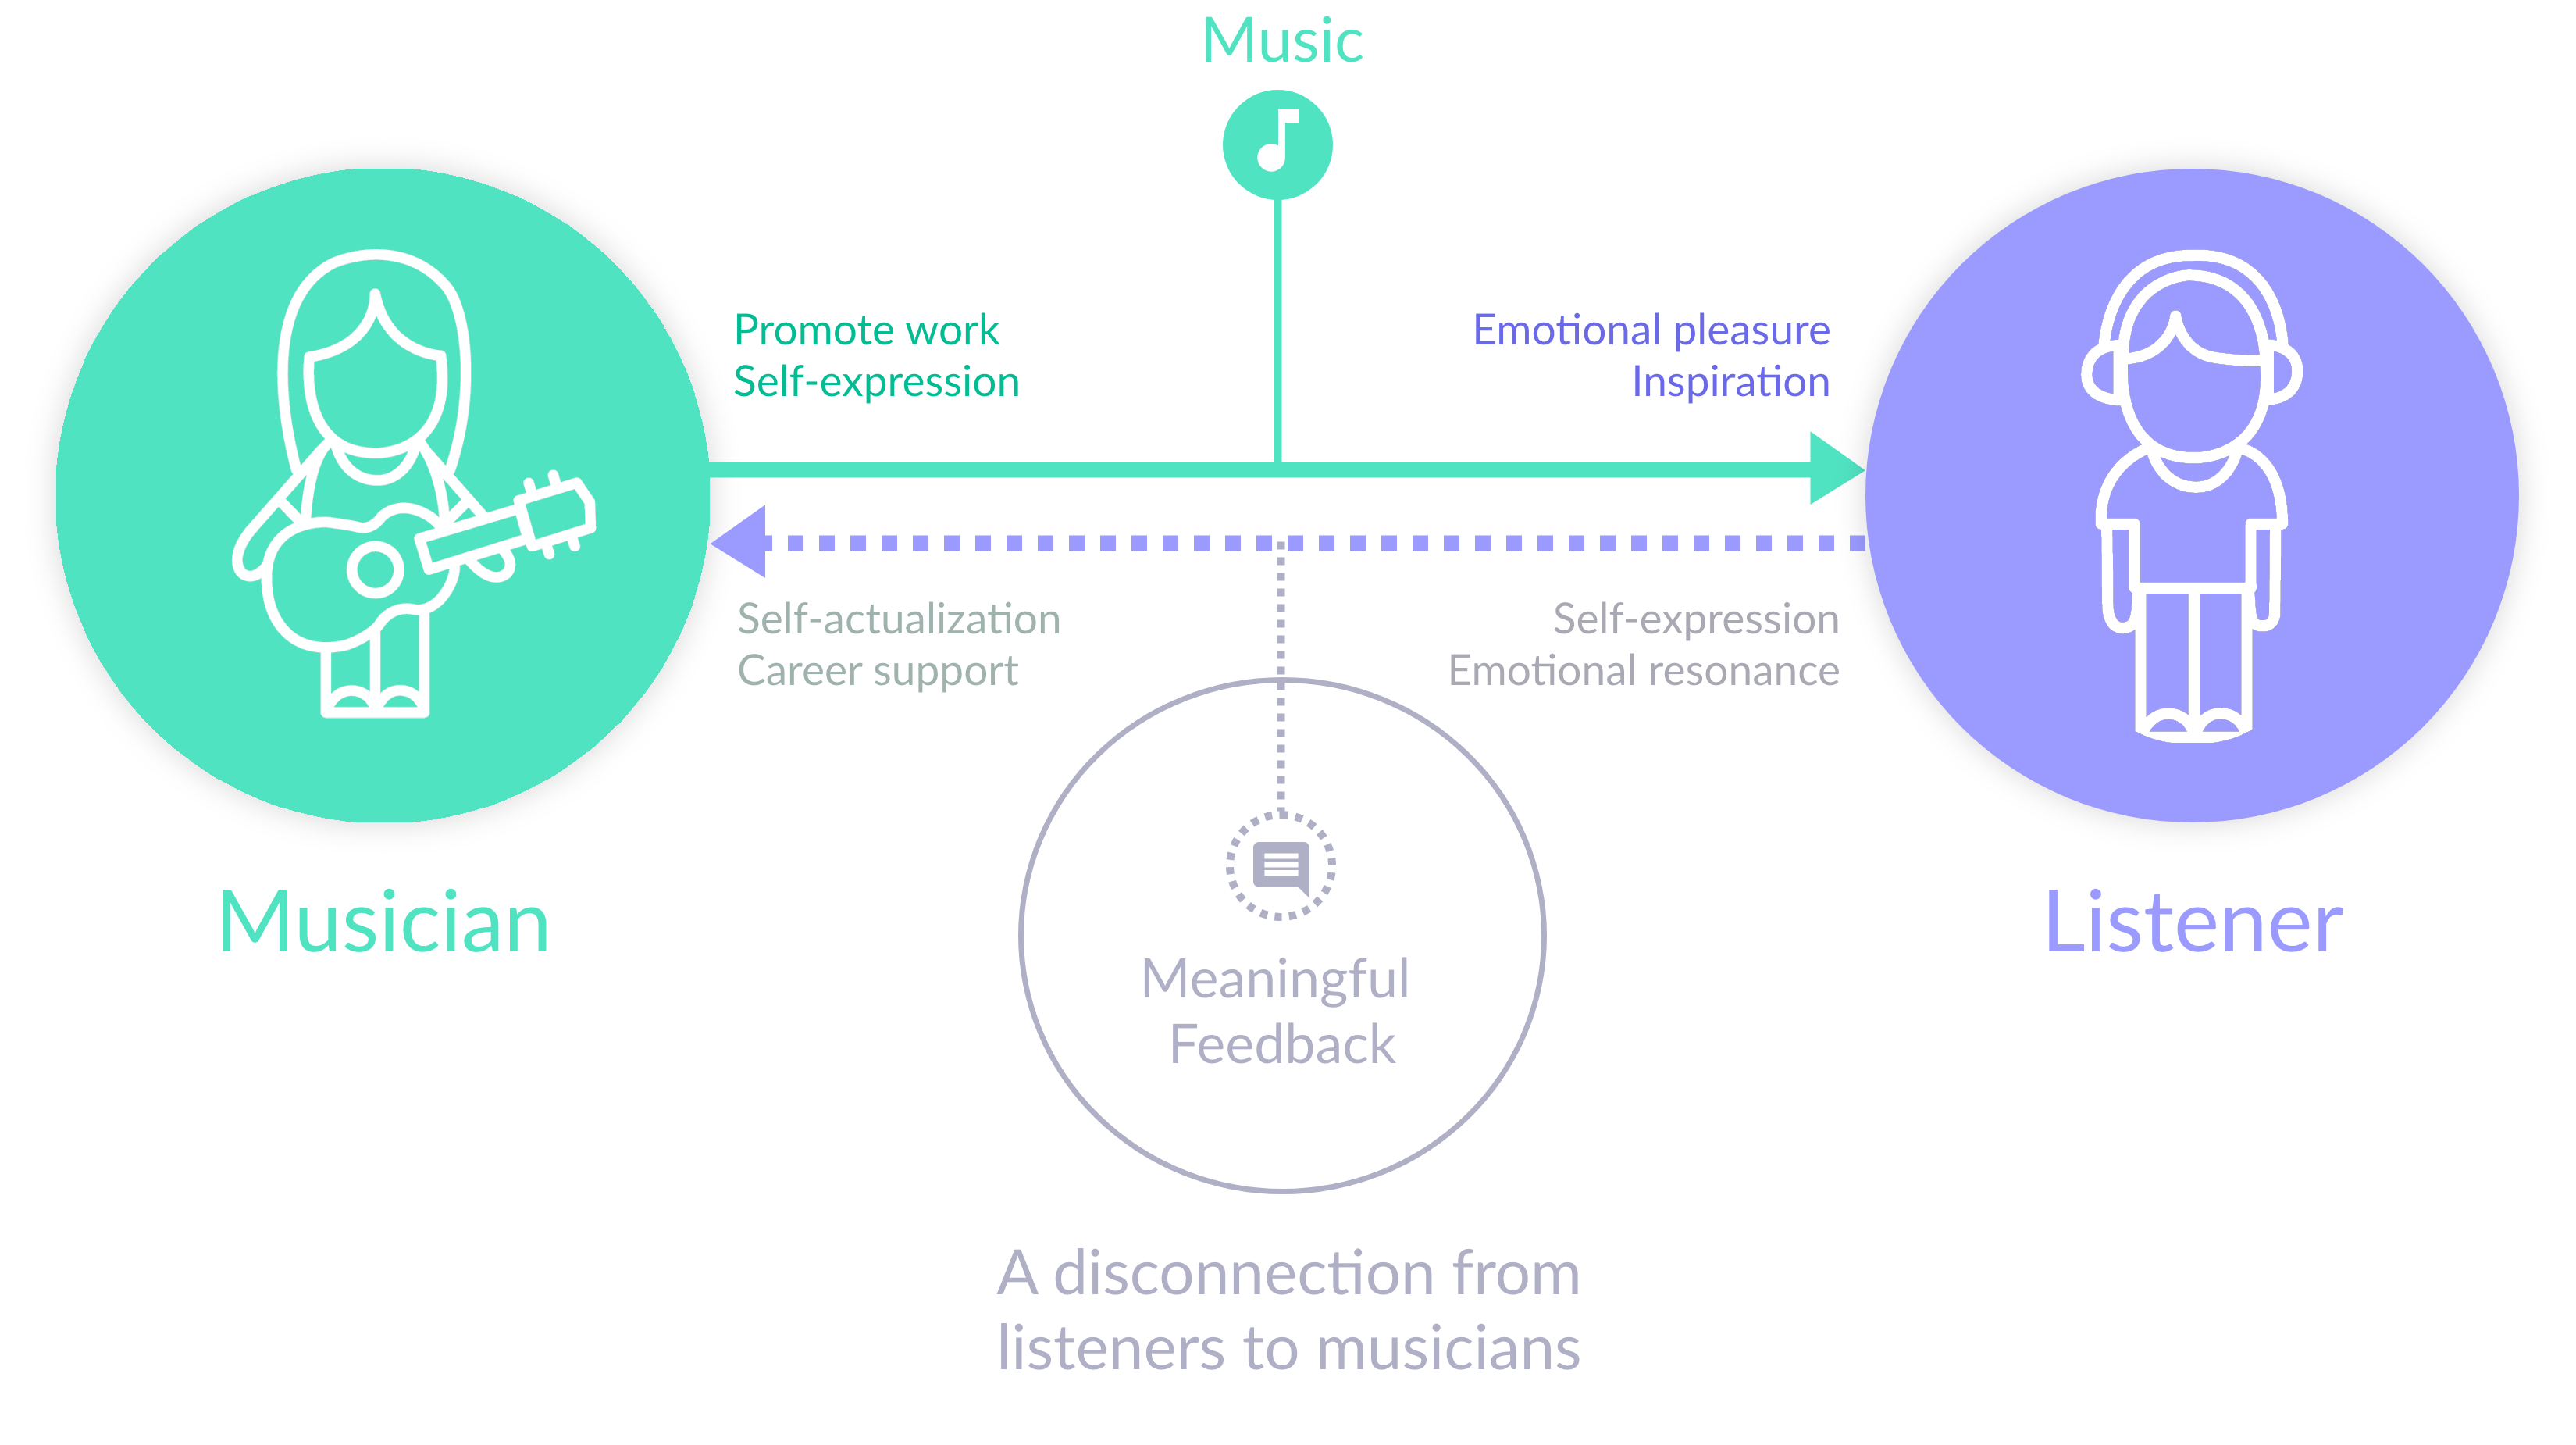 Music
Promote work
Self-expression
Emotional pleasure
Inspiration
Self-actualization
Career support
Self-expression
Emotional resonance
Musician
Listener
Meaningful
Feedback
A disconnection from
listeners to musicians